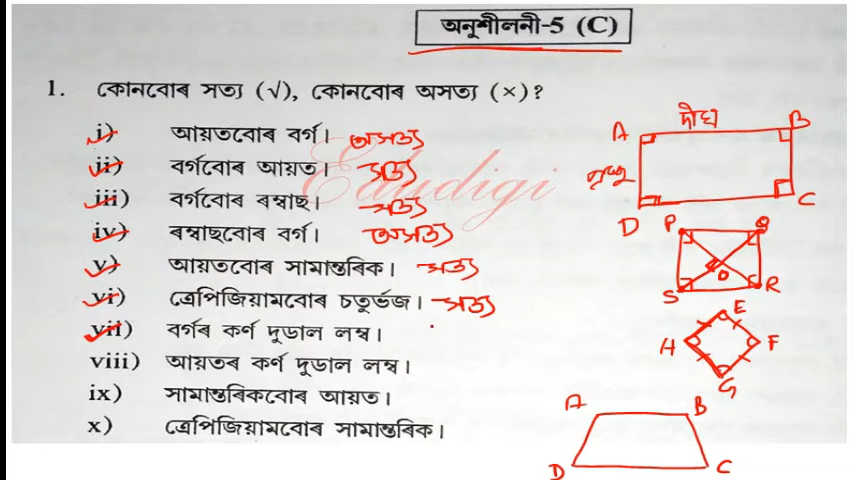 অনুশীলনী-5 (C)
1. কোনবোৰ সত্য (√), কোনবোৰ অসত্য (×)?
i) আয়তবোৰ বৰ্গ। অসত্য
ii) বৰ্গবোৰ আয়ত। সত্য
iii) বৰ্গবোৰ ৰম্বাছ। সত্য
iv) ৰম্বাছবোৰ বৰ্গ। অসত্য
v) আয়তবোৰ সামান্তৰিক। সত্য
vi) ত্ৰেপিজিয়ামবোৰ চতুৰ্ভুজ। সত্য
vii) বৰ্গৰ কৰ্ণ দুডাল লম্ব।
viii) আয়তৰ কৰ্ণ দুডাল লম্ব।
ix) সামান্তৰিকবোৰ আয়ত।
x) ত্ৰেপিজিয়ামবোৰ সামান্তৰিক।
Edudigi
A দীঘ B
D C
P Q
O
S R
E
H F
G
A B
D C